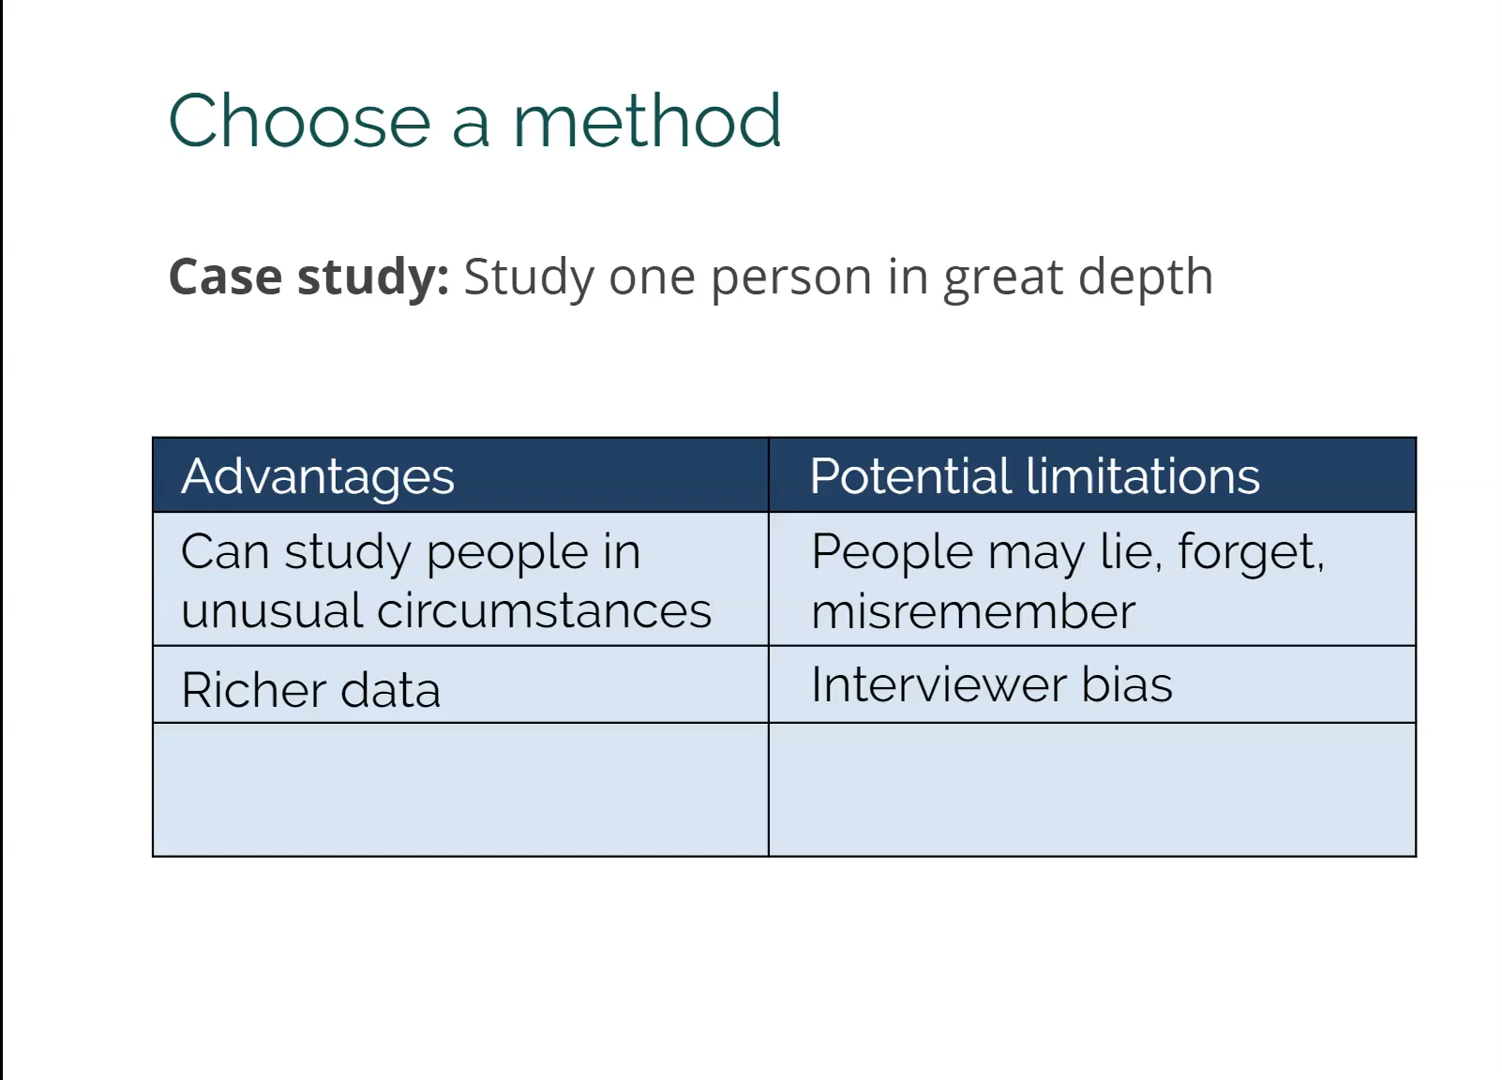 Choose a method
Case study: Study one person in great depth
Advantages
Potential limitations
Can study people in
unusual circumstances
People may lie, forget,
misremember
Richer data
Interviewer bias